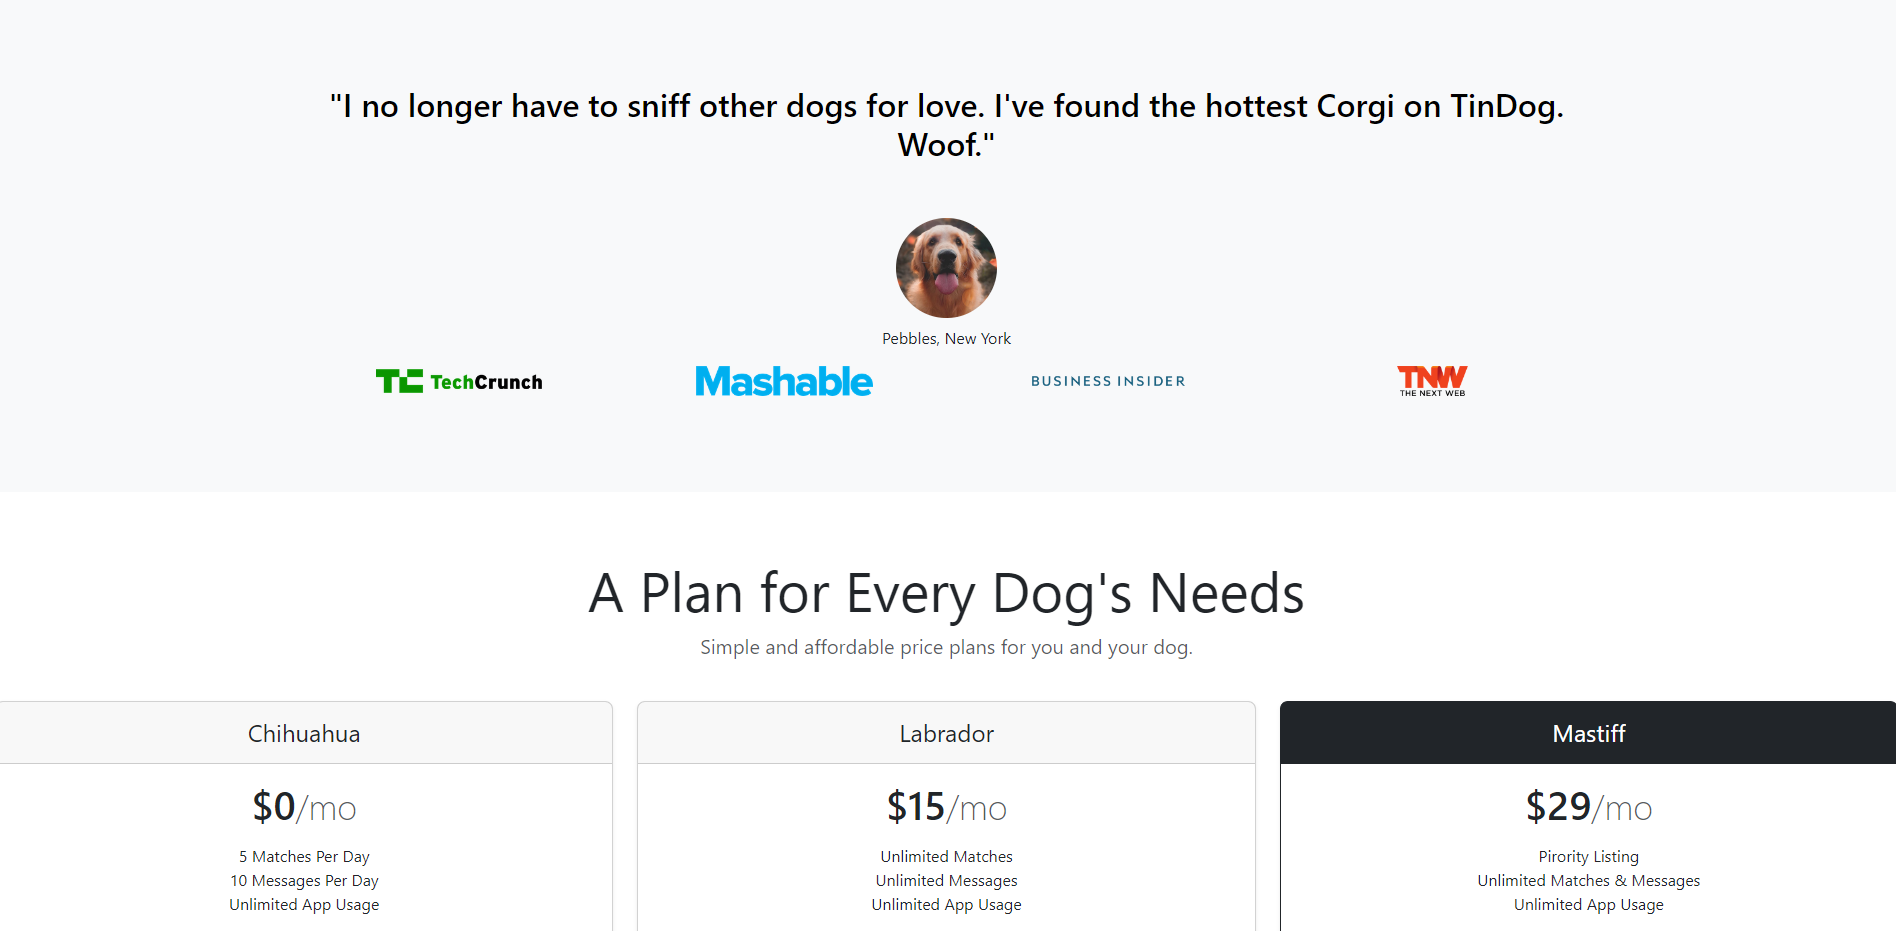 "I no longer have to sniff other dogs for love. I've found the hottest Corgi on TinDog.
Woof."
Pebbles, New York
TC TechCrunch
Mashable
BUSINESS INSIDER
TNW
THE NEXT WEB
A Plan for Every Dog's Needs
Simple and affordable price plans for you and your dog.
Chihuahua
$0/mo
5 Matches Per Day
10 Messages Per Day
Unlimited App Usage
Labrador
$15/mo
Unlimited Matches
Unlimited Messages
Unlimited App Usage
Mastiff
$29/mo
Pirority Listing
Unlimited Matches & Messages
Unlimited App Usage